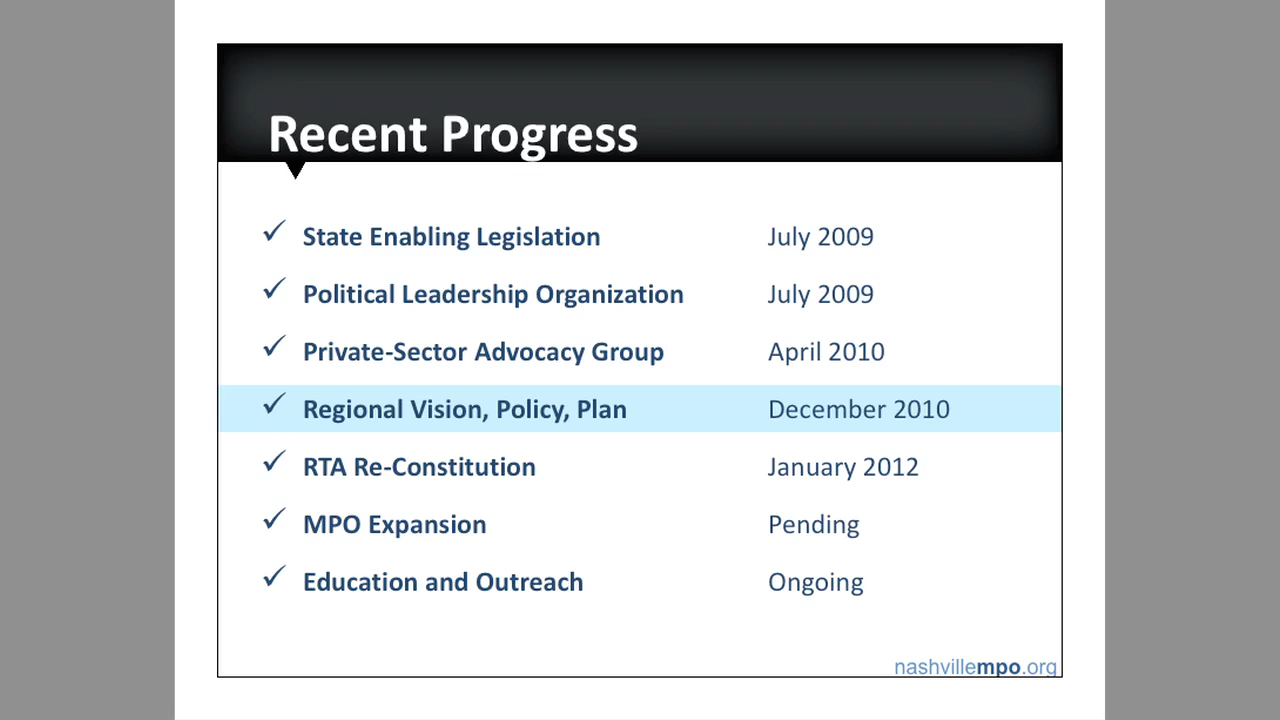 Recent Progress
✓ State Enabling Legislation July 2009
✓ Political Leadership Organization July 2009
✓ Private-Sector Advocacy Group April 2010
✓ Regional Vision, Policy, Plan December 2010
✓ RTA Re-Constitution January 2012
✓ MPO Expansion Pending
✓ Education and Outreach Ongoing
nashvillempo.org